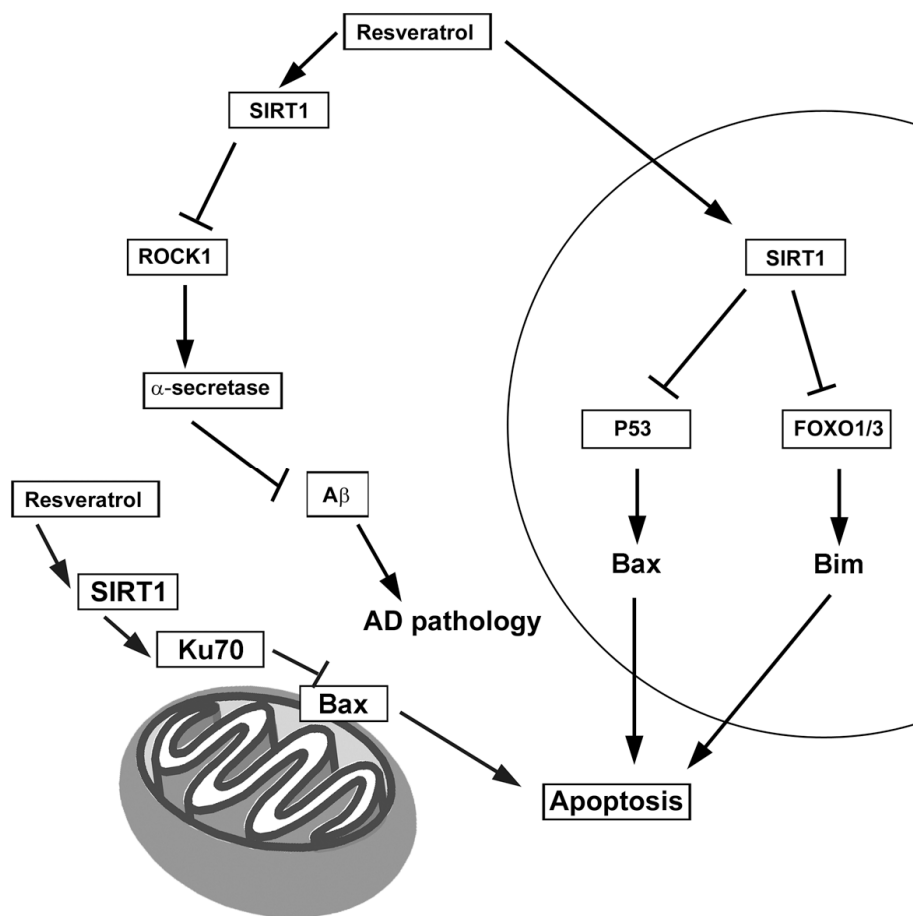 Resveratrol
SIRT1
ROCK1
SIRT1
α-secretase
P53
FOXO1/3
Resveratrol
Aβ
Bax
Bim
SIRT1
AD pathology
Ku70
Bax
Apoptosis